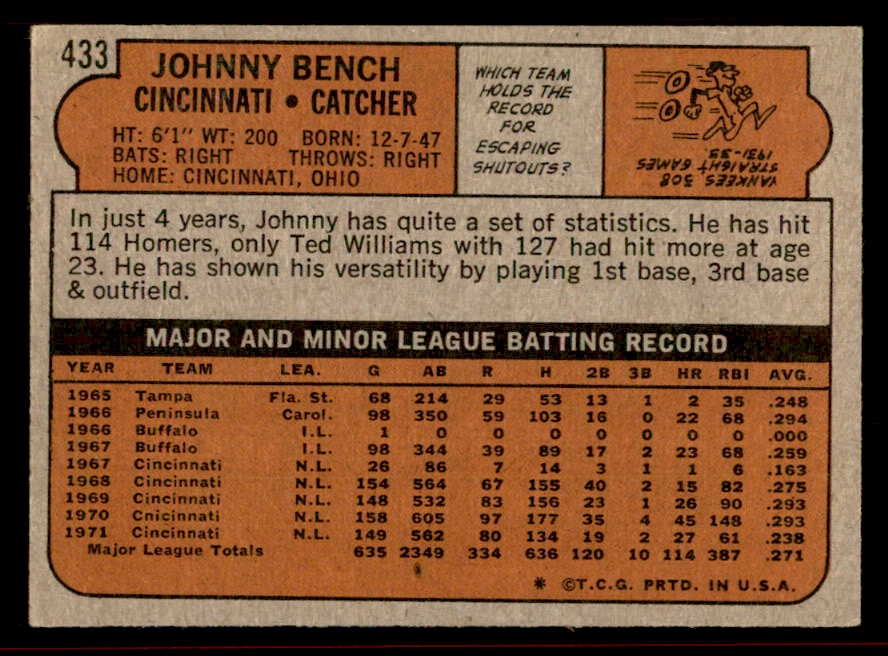 433
JOHNNY BENCH
CINCINNATI • CATCHER
HT: 6'1" WT: 200 BORN: 12-7-47
BATS: RIGHT THROWS: RIGHT
HOME: CINCINNATI, OHIO
WHICH TEAM
HOLDS THE
RECORD
FOR
ESCAPING
SHUTOUTS?
YANKEES 308
STRAIGHT GAMES
1931-33.
In just 4 years, Johnny has quite a set of statistics. He has hit
114 Homers, only Ted Williams with 127 had hit more at age
23. He has shown his versatility by playing 1st base, 3rd base
& outfield.
MAJOR AND MINOR LEAGUE BATTING RECORD
YEAR TEAM LEA. G AB R H 2B 3B HR RBI AVG.
1965 Tampa Fla. St. 68 214 29 53 13 1 2 35 .248
1966 Peninsula Carol. 98 350 59 103 16 0 22 68 .294
1966 Buffalo I.L. 1 0 0 0 0 0 0 0 .000
1967 Buffalo I.L. 98 344 39 89 17 2 23 68 .259
1967 Cincinnati N.L. 26 86 7 14 3 1 1 6 .163
1968 Cincinnati N.L. 154 564 67 155 40 2 15 82 .275
1969 Cincinnati N.L. 148 532 83 156 23 1 26 90 .293
1970 Cnicinnati N.L. 158 605 97 177 35 4 45 148 .293
1971 Cincinnati N.L. 149 562 80 134 19 2 27 61 .238
Major League Totals 635 2349 334 636 120 10 114 387 .271
* ©T.C.G. PRTD. IN U.S.A.